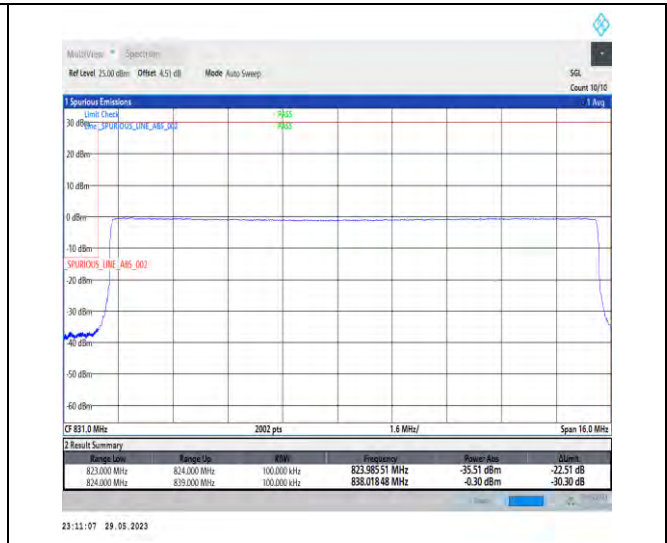 MultiView Spectrum
Ref Level 25.00 dBm Offset 4.51 dB Mode Auto Sweep SGL
Count 10/10
1 Spurious Emissions 1 Avg
Limit Check PASS
30 dBm Line _SPURIOUS_LINE_ABS_002 PASS
20 dBm
10 dBm
0 dBm
-10 dBm
_SPURIOUS_LINE_ABS_002
-20 dBm
-30 dBm
-40 dBm
-50 dBm
-60 dBm
CF 831.0 MHz 2002 pts 1.6 MHz/ Span 16.0 MHz
2 Result Summary
Range Low Range Up RBW Frequency Power Abs ΔLimit
823.000 MHz 824.000 MHz 100.000 kHz 823.98551 MHz -35.51 dBm -22.51 dB
824.000 MHz 839.000 MHz 100.000 kHz 838.01848 MHz -0.30 dBm -30.30 dB
23:11:07 29.05.2023